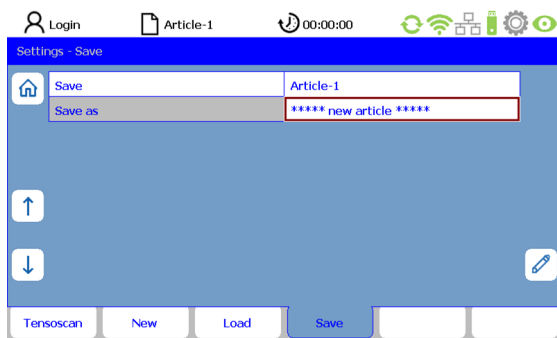 Login Article-1 00:00:00
Settings - Save
Save Article-1
Save as ***** new article *****
Tensoscan New Load Save